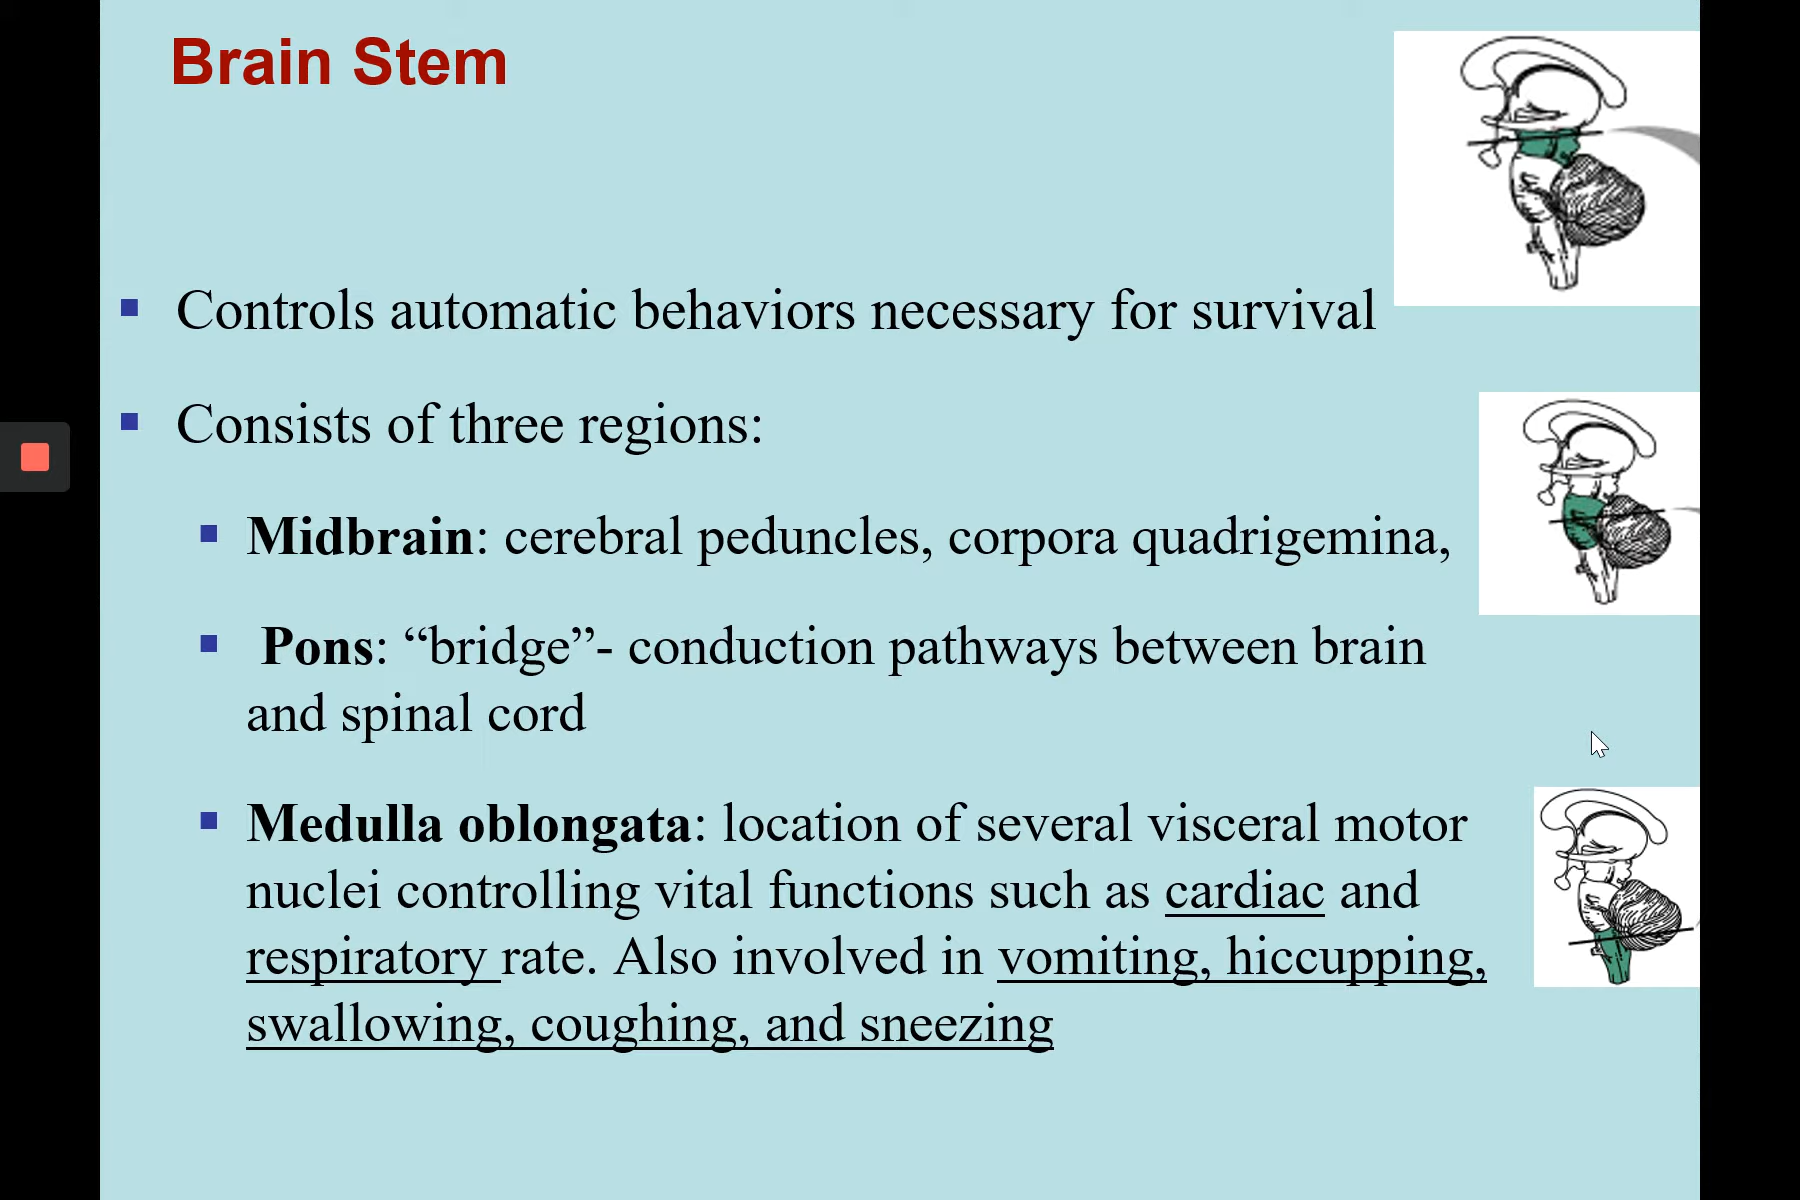 Brain Stem
Controls automatic behaviors necessary for survival
Consists of three regions:
Midbrain: cerebral peduncles, corpora quadrigemina,
Pons: “bridge”- conduction pathways between brain
and spinal cord
Medulla oblongata: location of several visceral motor
nuclei controlling vital functions such as cardiac and
respiratory rate. Also involved in vomiting, hiccupping,
swallowing, coughing, and sneezing